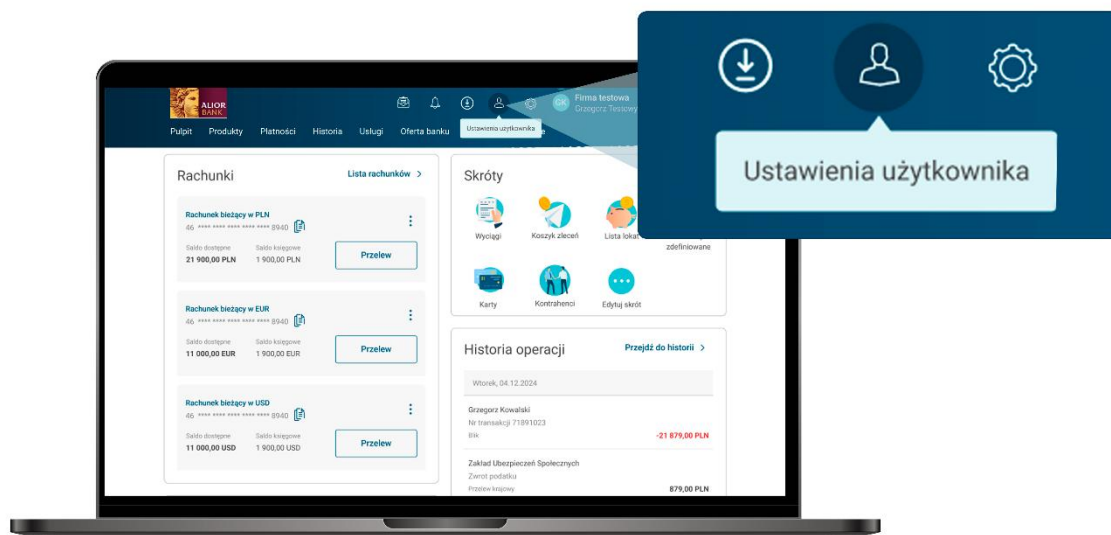 ALIOR
BANK
GK
Firma testowa
Grzegorz Testowy
Pulpit Produkty Płatności Historia Usługi Oferta banku
Ustawienia użytkownika
Ustawienia użytkownika
Rachunki
Lista rachunków >
Rachunek bieżący w PLN
46 **** **** **** **** **** 8940
Saldo dostępne Saldo księgowe
21 900,00 PLN 1 900,00 PLN
Przelew
Rachunek bieżący w EUR
46 **** **** **** **** **** 8940
Saldo dostępne Saldo księgowe
11 000,00 EUR 1 900,00 EUR
Przelew
Rachunek bieżący w USD
46 **** **** **** **** **** 8940
Saldo dostępne Saldo księgowe
11 000,00 USD 1 900,00 USD
Przelew
Skróty
Wyciągi Koszyk zleceń Lista lokat
zdefiniowane
Karty Kontrahenci Edytuj skrót
Historia operacji
Przejdź do historii >
Wtorek, 04.12.2024
Grzegorz Kowalski
Nr transakcji 71891023
Blik
-21 879,00 PLN
Zakład Ubezpieczeń Społecznych
Zwrot podatku
Przelew krajowy
879,00 PLN